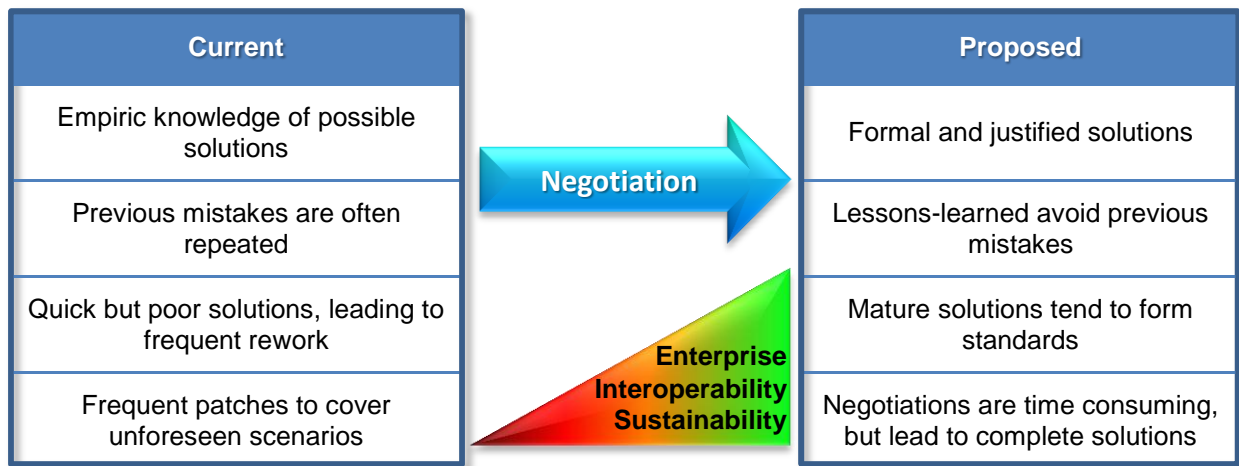 Current
Empiric knowledge of possible
solutions
Previous mistakes are often
repeated
Quick but poor solutions, leading to
frequent rework
Frequent patches to cover
unforeseen scenarios
Negotiation
Enterprise
Interoperability
Sustainability
Proposed
Formal and justified solutions
Lessons-learned avoid previous
mistakes
Mature solutions tend to form
standards
Negotiations are time consuming,
but lead to complete solutions